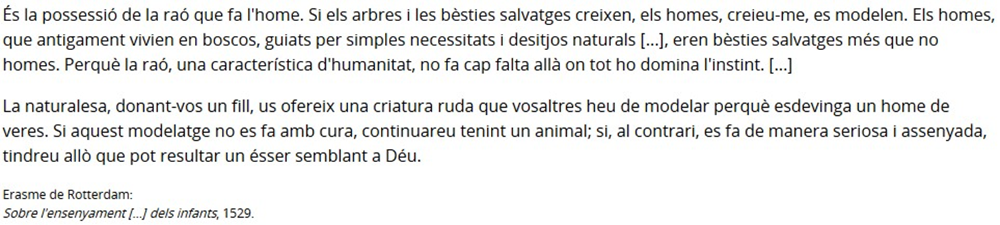 És la possessió de la raó que fa l'home. Si els arbres i les bèsties salvatges creixen, els homes, creieu-me, es modelen. Els homes,
que antigament vivien en boscos, guiats per simples necessitats i desitjos naturals [...], eren bèsties salvatges més que no
homes. Perquè la raó, una característica d'humanitat, no fa cap falta allà on tot ho domina l'instint. [...]
La naturalesa, donant-vos un fill, us ofereix una criatura ruda que vosaltres heu de modelar perquè esdevinga un home de
veres. Si aquest modelatge no es fa amb cura, continuareu tenint un animal; si, al contrari, es fa de manera seriosa i assenyada,
tindreu allò que pot resultar un ésser semblant a Déu.
Erasme de Rotterdam:
Sobre l'ensenyament [...] dels infants, 1529.